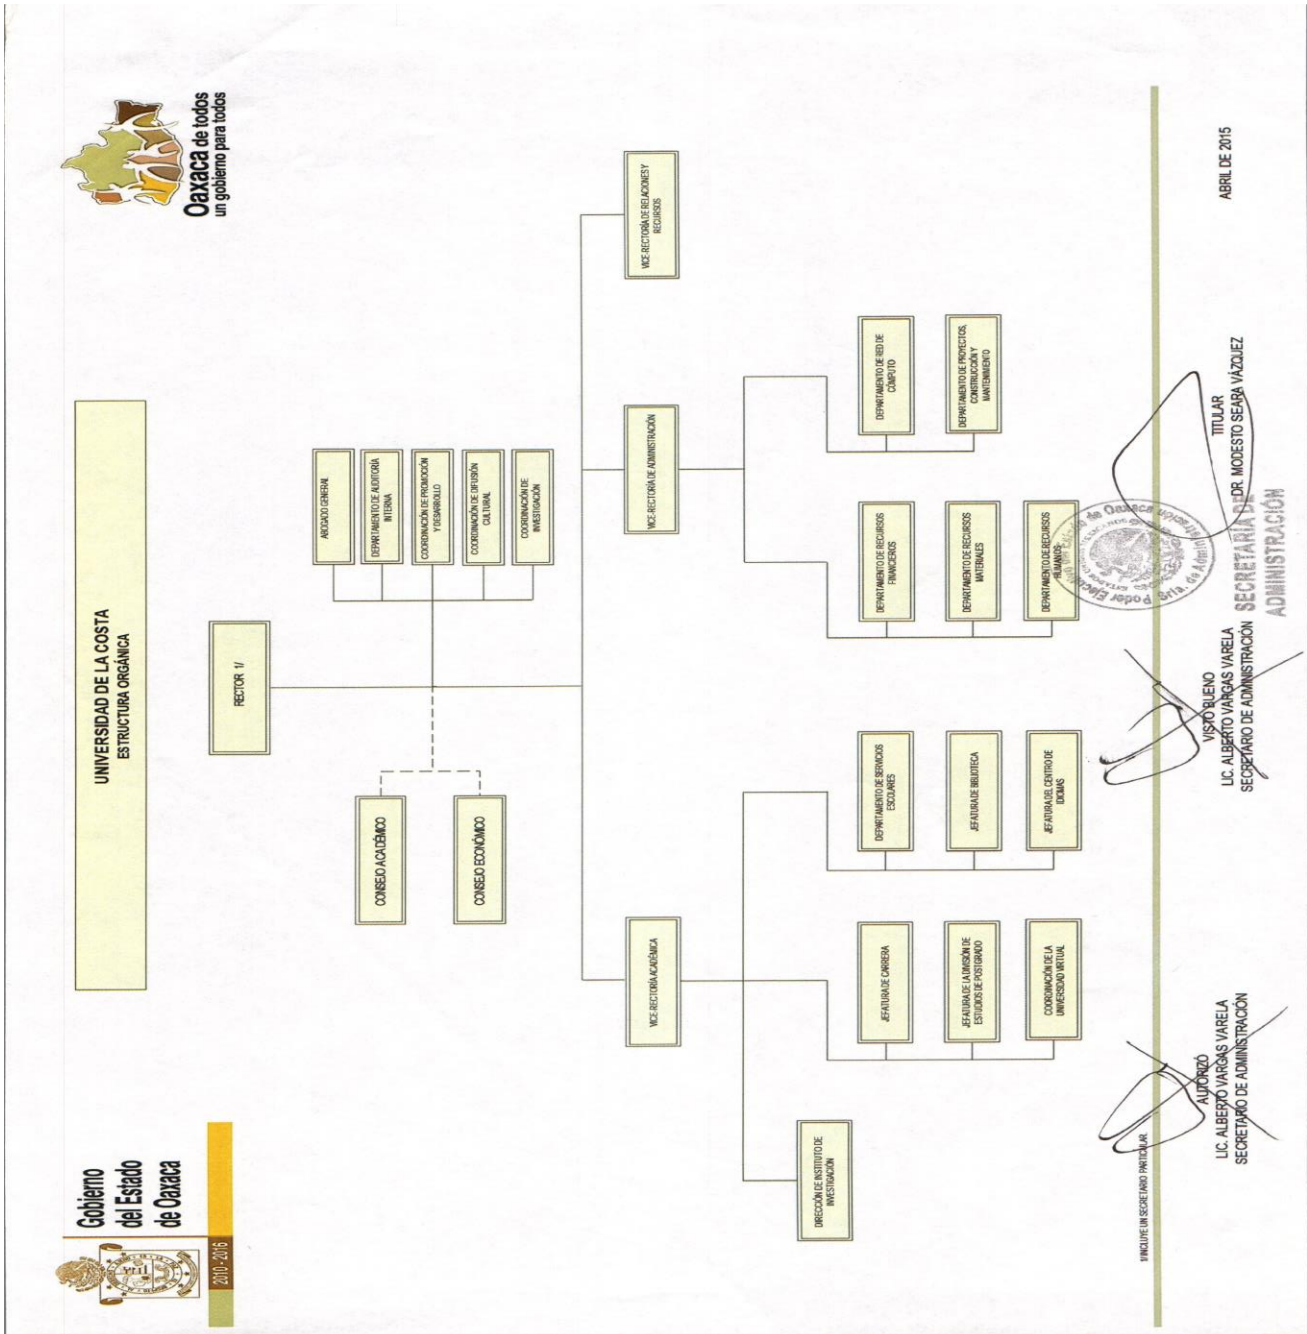 Gobierno
del Estado
de Oaxaca
2010 - 2016
Oaxaca de todos
un gobierno para todos
UNIVERSIDAD DE LA COSTA
ESTRUCTURA ORGÁNICA
RECTOR 1/
CONSEJO ACADÉMICO
CONSEJO ECONÓMICO
ABOGADO GENERAL
DEPARTAMENTO DE AUDITORÍA
INTERNA
COORDINACIÓN DE PROMOCIÓN
Y DESARROLLO
COORDINACIÓN DE DIFUSIÓN
CULTURAL
COORDINACIÓN DE
INVESTIGACIÓN
VICE-RECTORÍA ACADÉMICA
VICE-RECTORÍA DE ADMINISTRACIÓN
VICE-RECTORÍA DE RELACIONES Y
RECURSOS
DIRECCIÓN DE INSTITUTO DE
INVESTIGACIÓN
JEFATURA DE CARRERA
JEFATURA DE LA DIVISIÓN DE
ESTUDIOS DE POSTGRADO
COORDINACIÓN DE LA
UNIVERSIDAD VIRTUAL
DEPARTAMENTO DE SERVICIOS
ESCOLARES
JEFATURA DE BIBLIOTECA
JEFATURA DEL CENTRO DE
IDIOMAS
DEPARTAMENTO DE RECURSOS
FINANCIEROS
DEPARTAMENTO DE RECURSOS
MATERIALES
DEPARTAMENTO DE RECURSOS
HUMANOS
DEPARTAMENTO DE RED DE
CÓMPUTO
DEPARTAMENTO DE PROYECTOS,
CONSTRUCCIÓN Y
MANTENIMIENTO
1/ INCLUYE UN SECRETARIO PARTICULAR
AUTORIZÓ
LIC. ALBERTO VARGAS VARELA
SECRETARIO DE ADMINISTRACIÓN
VISTO BUENO
LIC. ALBERTO VARGAS VARELA
SECRETARIO DE ADMINISTRACIÓN
Sria. de
SECRETARIA DE
ADMINISTRACIÓN
TITULAR
DR. MODESTO SEARA VÁZQUEZ
ABRIL DE 2015